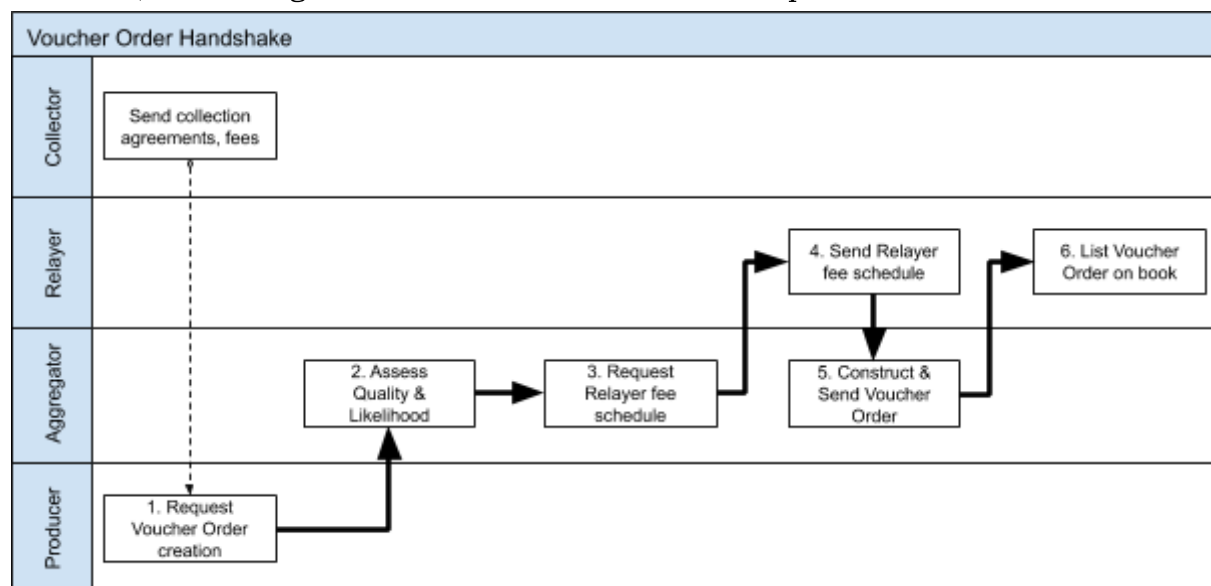 Voucher Order Handshake
Collector
Send collection
agreements, fees
Relayer
4. Send Relayer
fee schedule
6. List Voucher
Order on book
Aggregator
2. Assess
Quality &
Likelihood
3. Request
Relayer fee
schedule
5. Construct &
Send Voucher
Order
Producer
1. Request
Voucher Order
creation